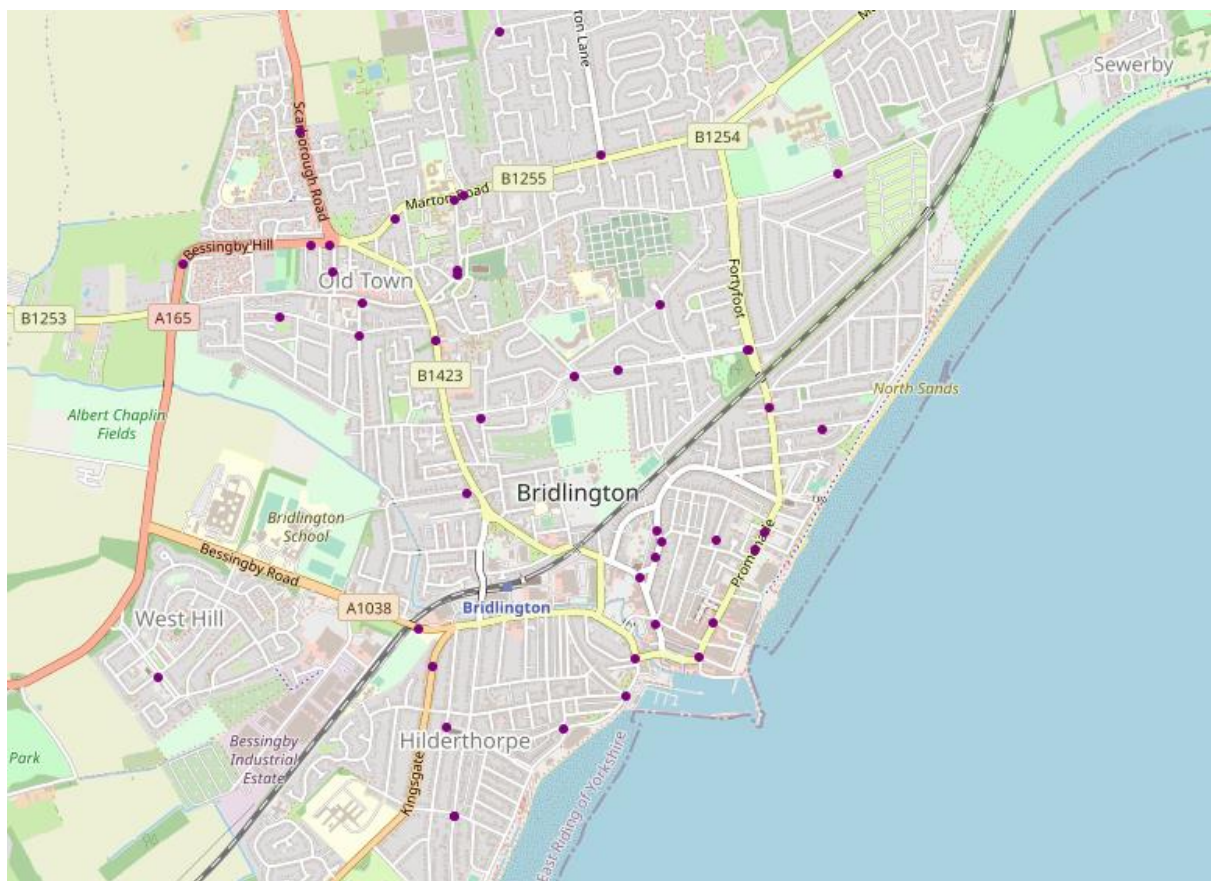 ton Lane
Sewerby
Scarborough Road
B1254
B1255
Marton Road
Bessingby Hill
Old Town
Fortyfoot
B1253
A165
B1423
North Sands
Albert Chaplin
Fields
Bridlington
Bridlington
School
Promenade
Bessingby Road
Bridlington
A1038
West Hill
Hilderthorpe
Bessingby
Industrial
Estate
Park
Kingsgate
East Riding of Yorkshire